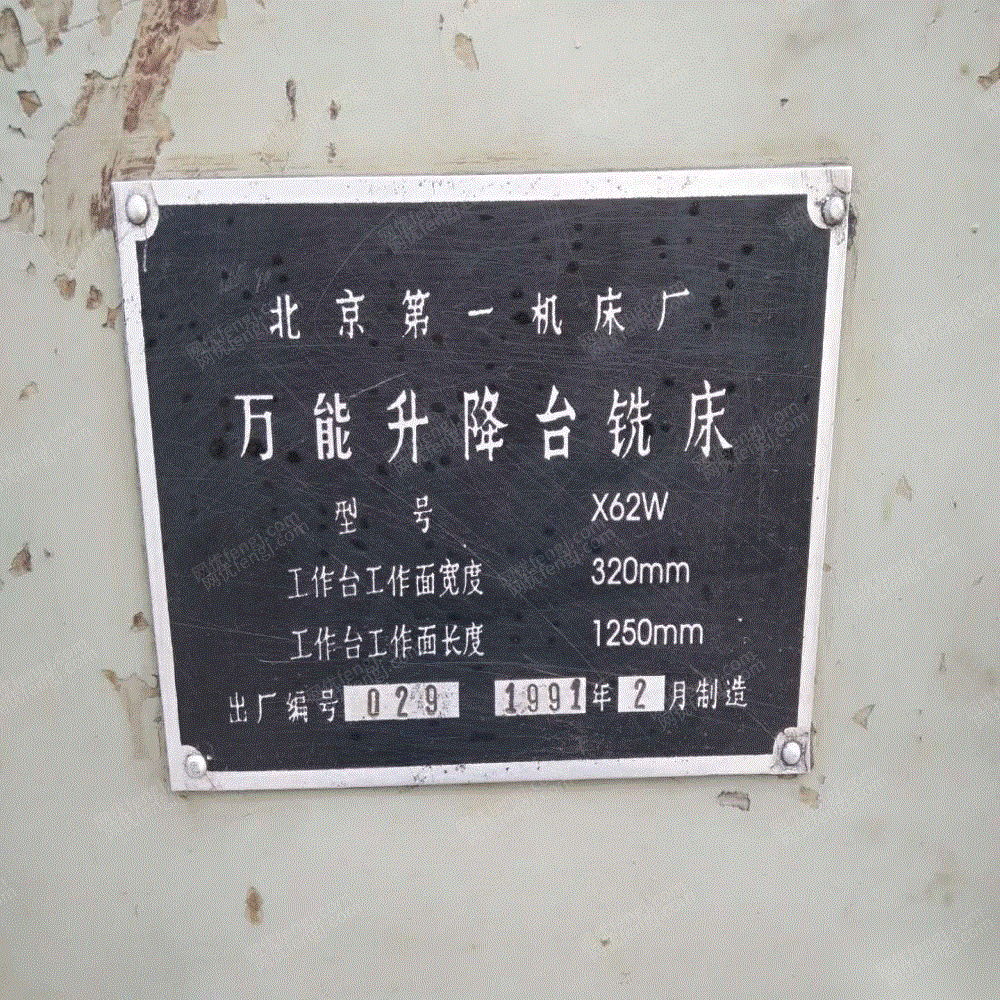 北京第一机床厂
万能升降台铣床
型号 X62W
工作台工作面宽度 320mm
工作台工作面长度 1250mm
出厂编号 029 1991年 2 月制造